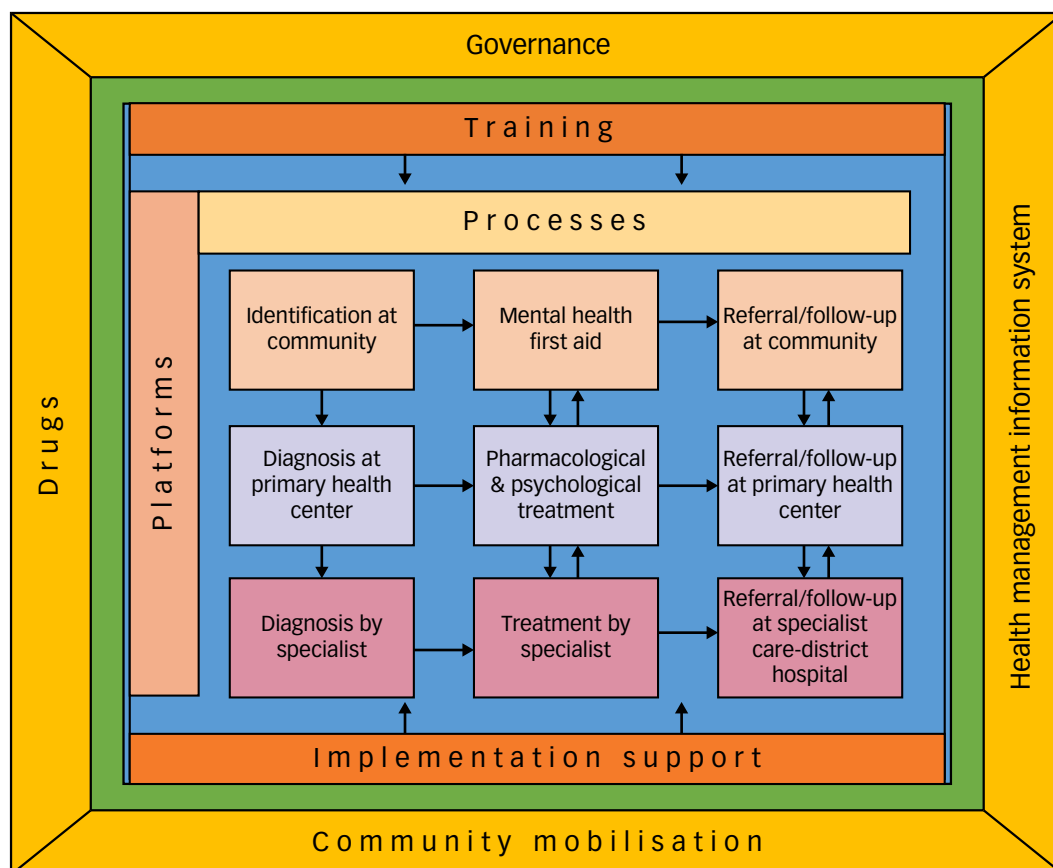 Governance
Training
Processes
Platforms
Drugs
Health management information system
Identification at
community
Mental health
first aid
Referral/follow-up
at community
Diagnosis at
primary health
center
Pharmacological
& psychological
treatment
Referral/follow-up
at primary health
center
Diagnosis by
specialist
Treatment by
specialist
Referral/follow-up
at specialist
care-district
hospital
Implementation support
Community mobilisation